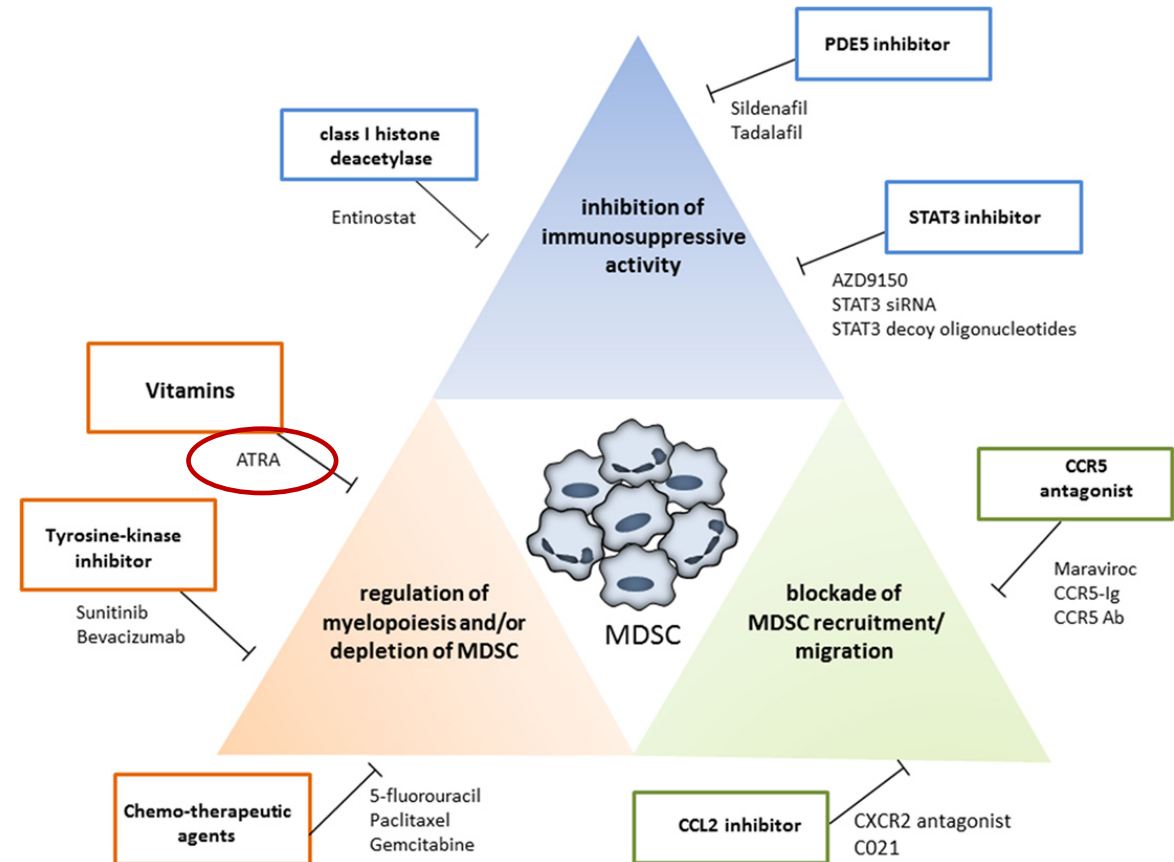 PDE5 inhibitor
Sildenafil
Tadalafil
class I histone
deacetylase
Entinostat
inhibition of
immunosuppressive
activity
STAT3 inhibitor
AZD9150
STAT3 siRNA
STAT3 decoy oligonucleotides
Vitamins
ATRA
CCR5
antagonist
Maraviroc
CCR5-Ig
CCR5 Ab
Tyrosine-kinase
inhibitor
Sunitinib
Bevacizumab
regulation of
myelopoiesis and/or
depletion of MDSC
MDSC
blockade of
MDSC recruitment/
migration
Chemo-therapeutic
agents
5-fluorouracil
Paclitaxel
Gemcitabine
CCL2 inhibitor
CXCR2 antagonist
C021